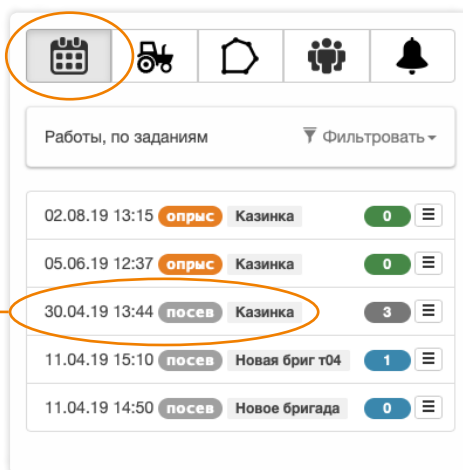 Работы, по заданиям Фильтровать
02.08.19 13:15 опрыс Казинка 0
05.06.19 12:37 опрыс Казинка 0
30.04.19 13:44 посев Казинка 3
11.04.19 15:10 посев Новая бриг т04 1
11.04.19 14:50 посев Новое бригада 0